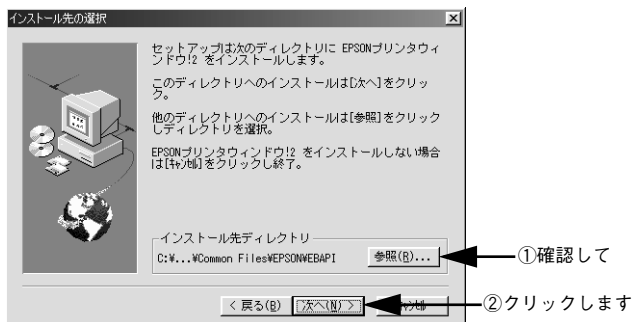 インストール先の選択
セットアップは次のディレクトリに EPSONプリンタウィ
ンドウ!2 をインストールします。
このディレクトリへのインストールは[次へ]をクリッ
ク。
他のディレクトリへのインストールは[参照]をクリック
しディレクトリを選択。
EPSONプリンタウィンドウ!2 をインストールしない場合
は[ｷｬﾝｾﾙ]をクリックし終了。
インストール先ディレクトリ
C:¥...¥Common Files¥EPSON¥EBAPI
参照(R)...
①確認して
< 戻る(B)
次へ(N) >
②クリックします